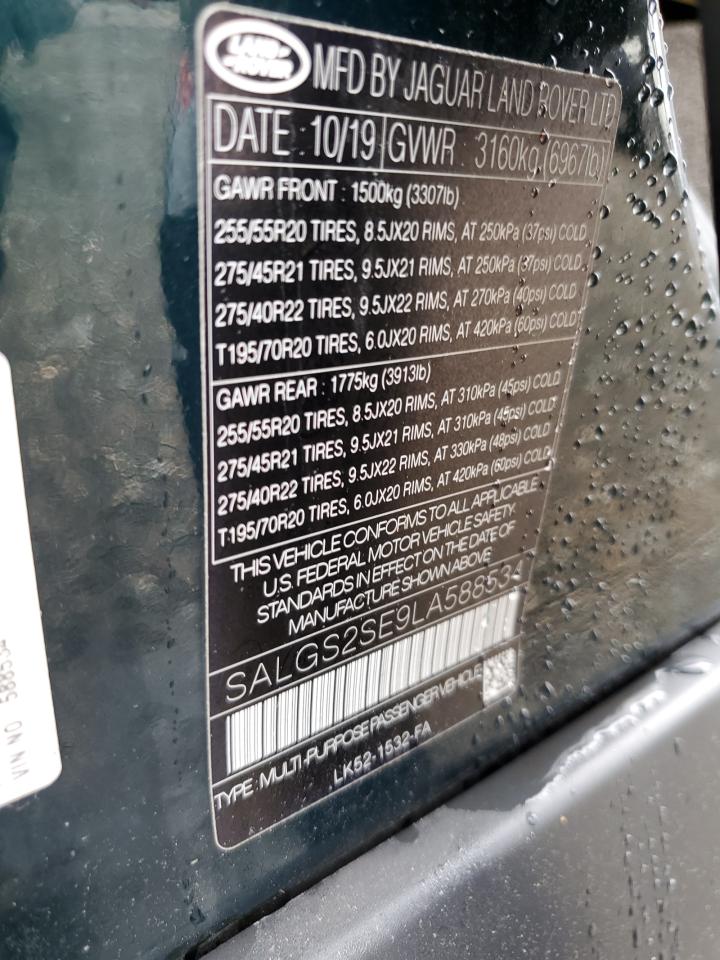 LAND
ROVER
MFD BY JAGUAR LAND ROVER LTD
DATE : 10/19 GVWR : 3160kg (6967lb)
GAWR FRONT : 1500kg (3307lb)
255/55R20 TIRES, 8.5JX20 RIMS, AT 250kPa (37psi) COLD
275/45R21 TIRES, 9.5JX21 RIMS, AT 250kPa (37psi) COLD
275/40R22 TIRES, 9.5JX22 RIMS, AT 270kPa (40psi) COLD
T195/70R20 TIRES, 6.0JX20 RIMS, AT 420kPa (60psi) COLD
GAWR REAR : 1775kg (3913lb)
255/55R20 TIRES, 8.5JX20 RIMS, AT 310kPa (45psi) COLD
275/45R21 TIRES, 9.5JX21 RIMS, AT 310kPa (45psi) COLD
275/40R22 TIRES, 9.5JX22 RIMS, AT 330kPa (48psi) COLD
T195/70R20 TIRES, 6.0JX20 RIMS, AT 420kPa (60psi) COLD
THIS VEHICLE CONFORMS TO ALL APPLICABLE
U.S. FEDERAL MOTOR VEHICLE SAFETY
STANDARDS IN EFFECT ON THE DATE OF
MANUFACTURE SHOWN ABOVE
SALGS2SE9LA588534
TYPE : MULTI-PURPOSE PASSENGER VEHICLE
LK52-1532-FA
VIN NO